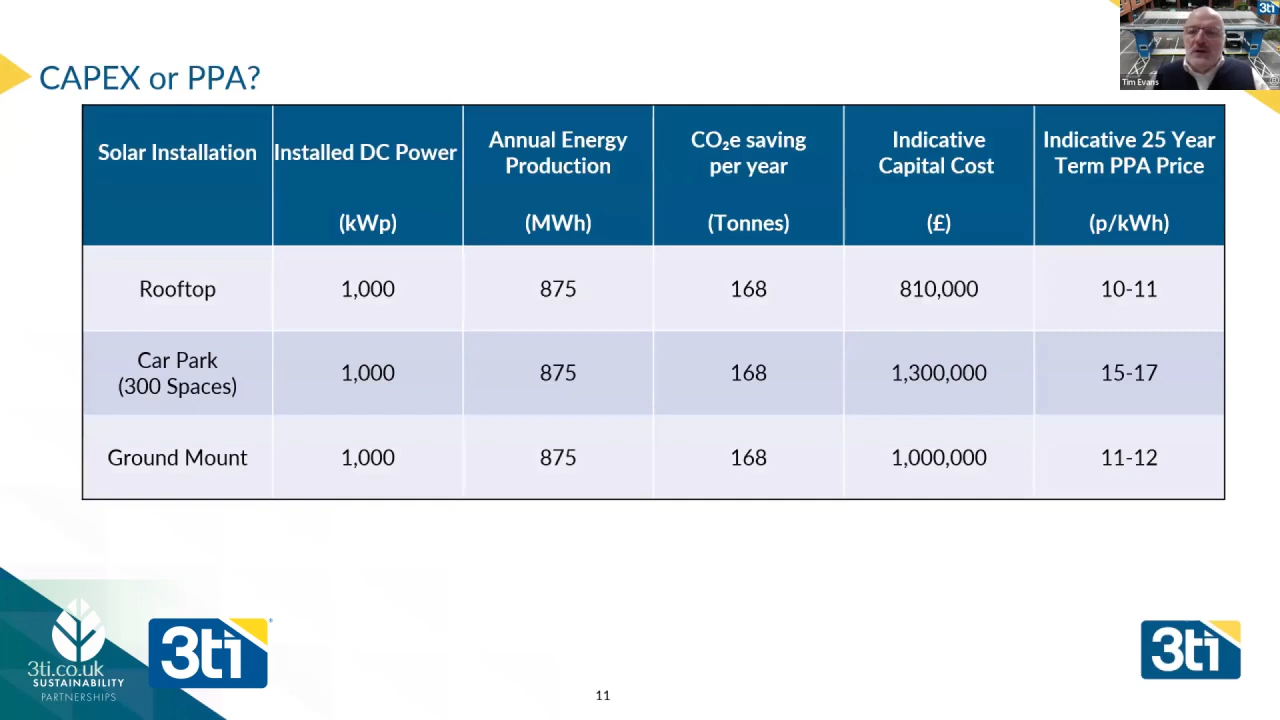 3ti
Tim Evans
CAPEX or PPA?
Solar Installation
Installed DC Power
(kWp)
Annual Energy
Production
(MWh)
CO₂e saving
per year
(Tonnes)
Indicative
Capital Cost
(£)
Indicative 25 Year
Term PPA Price
(p/kWh)
Rooftop
1,000
875
168
810,000
10-11
Car Park
(300 Spaces)
1,000
875
168
1,300,000
15-17
Ground Mount
1,000
875
168
1,000,000
11-12
3ti.co.uk
SUSTAINABILITY
PARTNERSHIPS
3ti
®
3ti
11